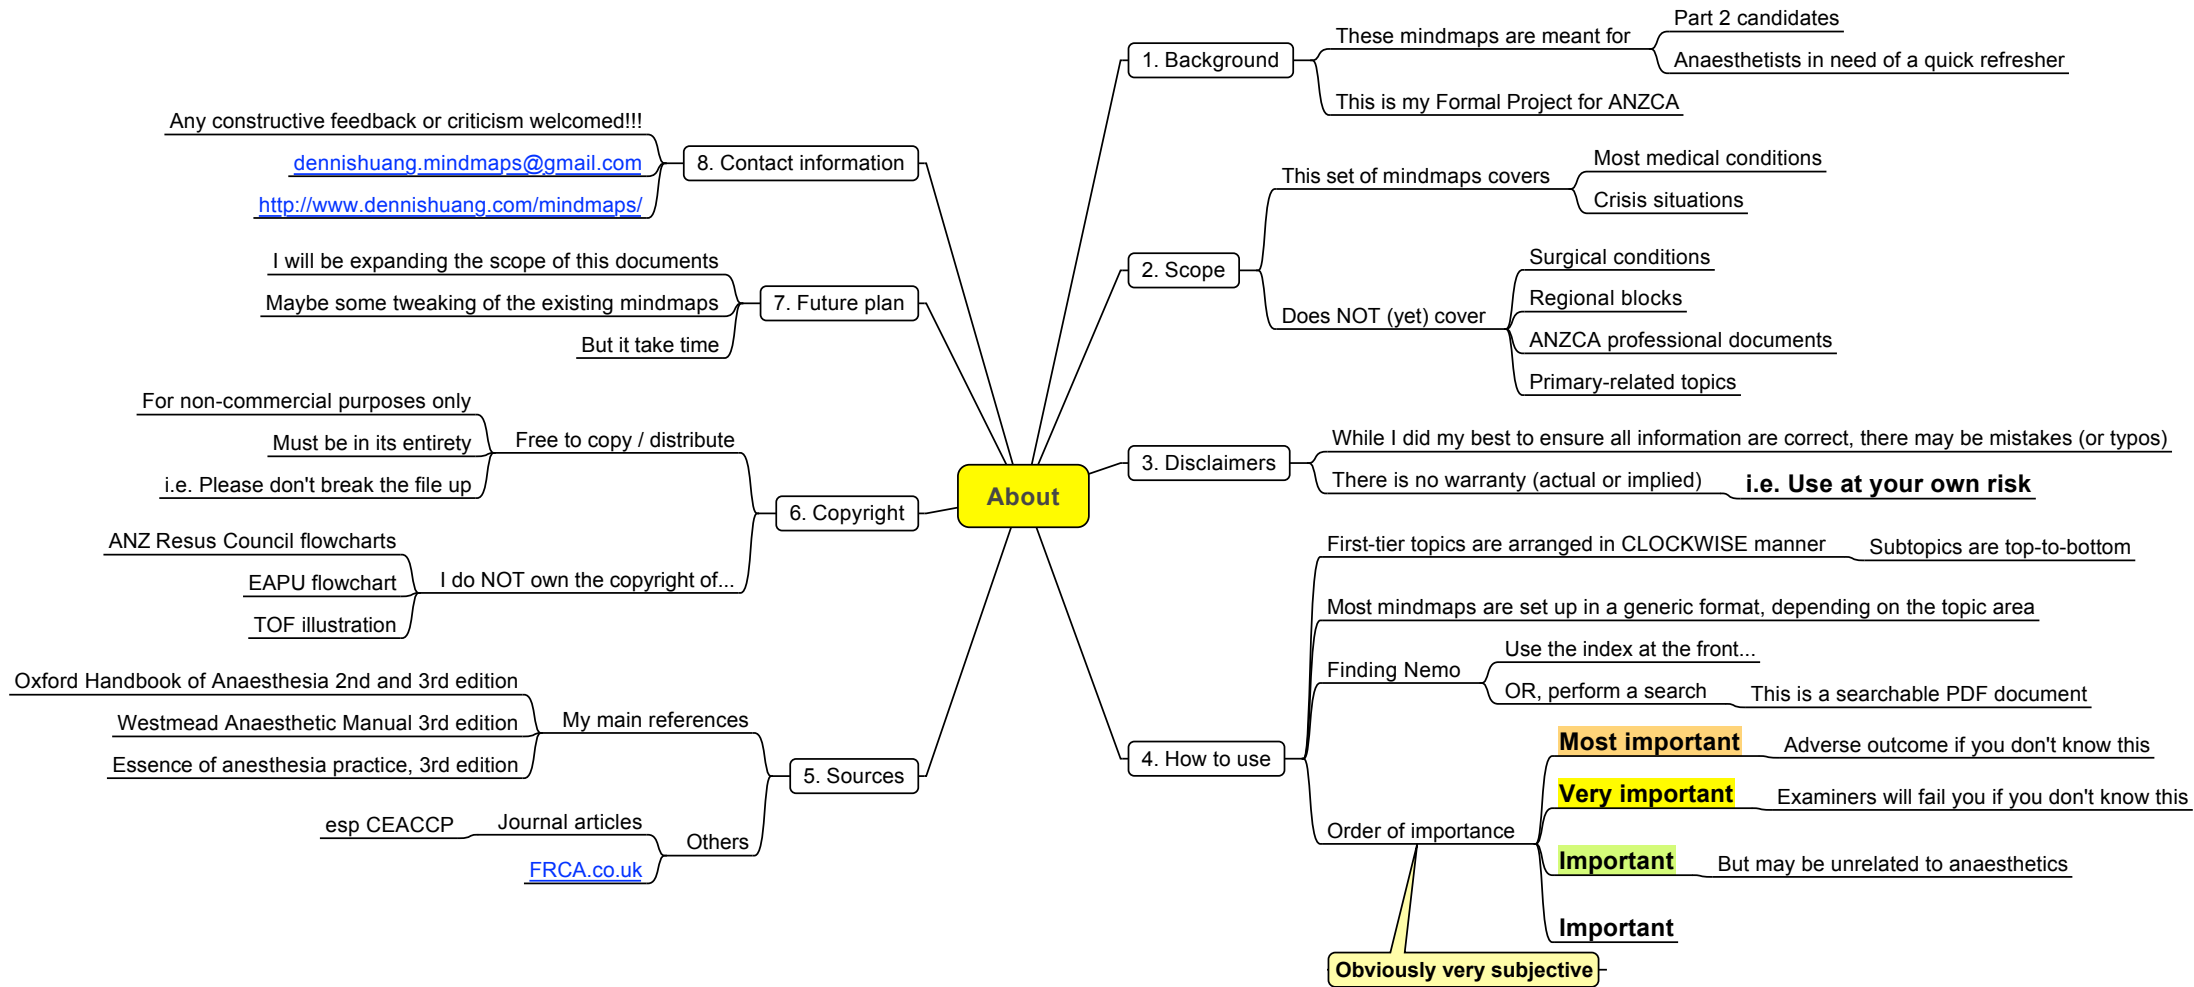 About
1. Background
These mindmaps are meant for
Part 2 candidates
Anaesthetists in need of a quick refresher
This is my Formal Project for ANZCA
2. Scope
This set of mindmaps covers
Most medical conditions
Crisis situations
Does NOT (yet) cover
Surgical conditions
Regional blocks
ANZCA professional documents
Primary-related topics
3. Disclaimers
While I did my best to ensure all information are correct, there may be mistakes (or typos)
There is no warranty (actual or implied)
i.e. Use at your own risk
4. How to use
First-tier topics are arranged in CLOCKWISE manner
Subtopics are top-to-bottom
Most mindmaps are set up in a generic format, depending on the topic area
Finding Nemo
Use the index at the front...
OR, perform a search
This is a searchable PDF document
Order of importance
Most important
Adverse outcome if you don't know this
Very important
Examiners will fail you if you don't know this
Important
But may be unrelated to anaesthetics
Important
Obviously very subjective
5. Sources
My main references
Oxford Handbook of Anaesthesia 2nd and 3rd edition
Westmead Anaesthetic Manual 3rd edition
Essence of anesthesia practice, 3rd edition
Others
Journal articles
esp CEACCP
FRCA.co.uk
6. Copyright
Free to copy / distribute
For non-commercial purposes only
Must be in its entirety
i.e. Please don't break the file up
I do NOT own the copyright of...
ANZ Resus Council flowcharts
EAPU flowchart
TOF illustration
7. Future plan
I will be expanding the scope of this documents
Maybe some tweaking of the existing mindmaps
But it take time
8. Contact information
Any constructive feedback or criticism welcomed!!!
dennishuang.mindmaps@gmail.com
http://www.dennishuang.com/mindmaps/